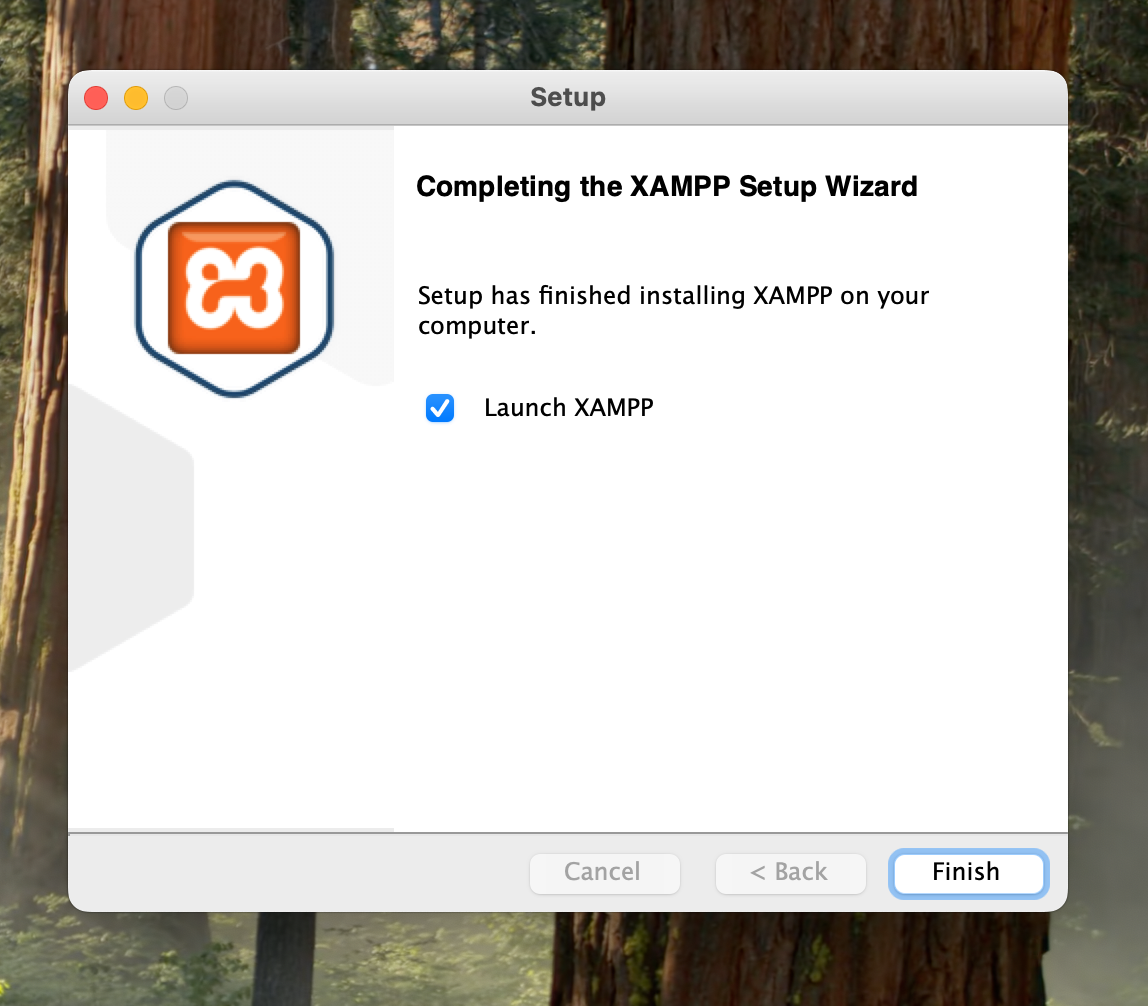 Setup
Completing the XAMPP Setup Wizard
Setup has finished installing XAMPP on your
computer.
Launch XAMPP
Cancel
< Back
Finish